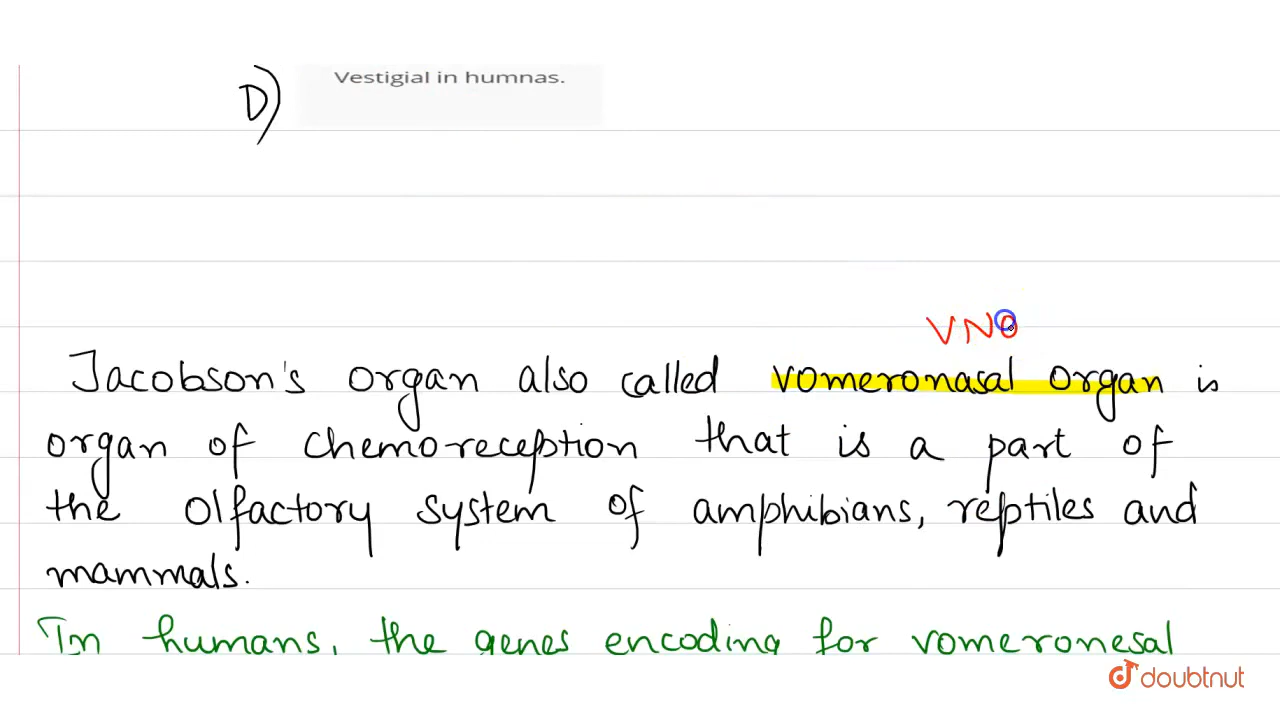 D) Vestigial in humnas.
VNO
Jacobson's organ also called vomeronasal organ is
organ of chemoreception that is a part of
the olfactory system of amphibians, reptiles and
mammals.
In humans, the genes encoding for vomeronesal
doubtnut